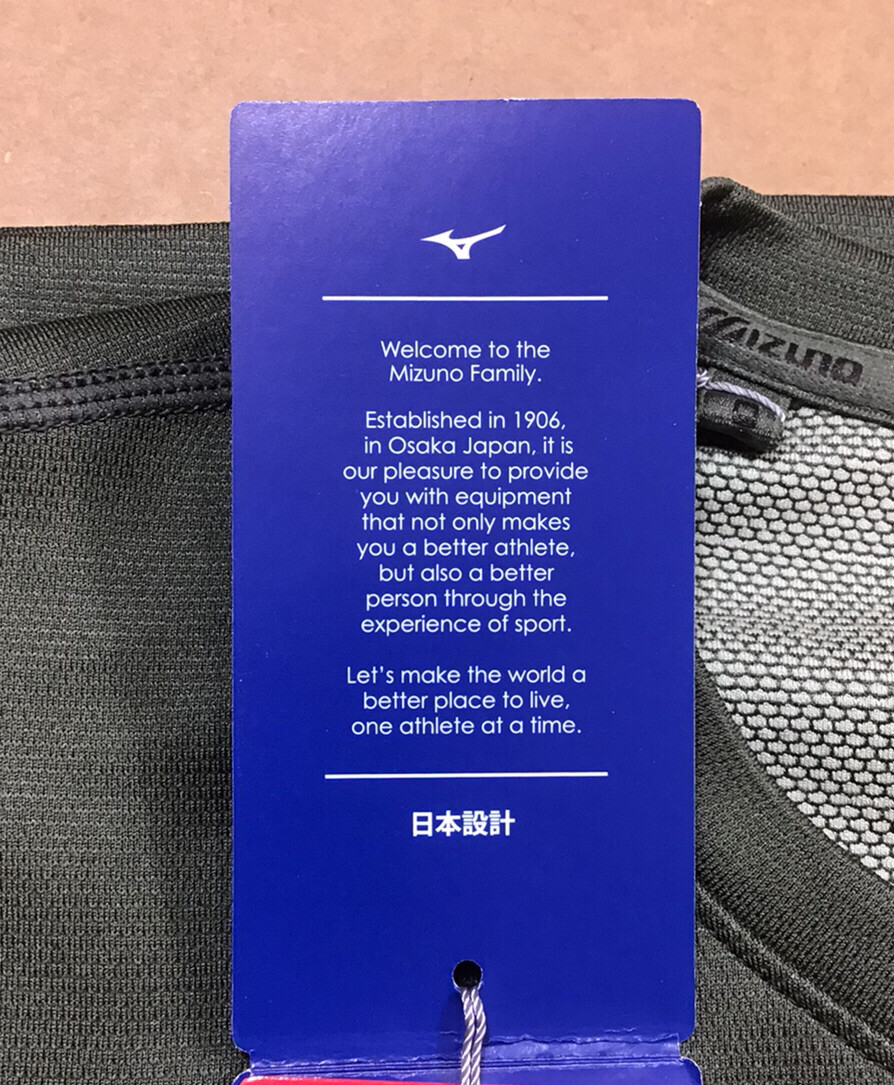 Welcome to the
Mizuno Family.
Established in 1906,
in Osaka Japan, it is
our pleasure to provide
you with equipment
that not only makes
you a better athlete,
but also a better
person through the
experience of sport.
Let's make the world a
better place to live,
one athlete at a time.
日本設計
MIZUNO